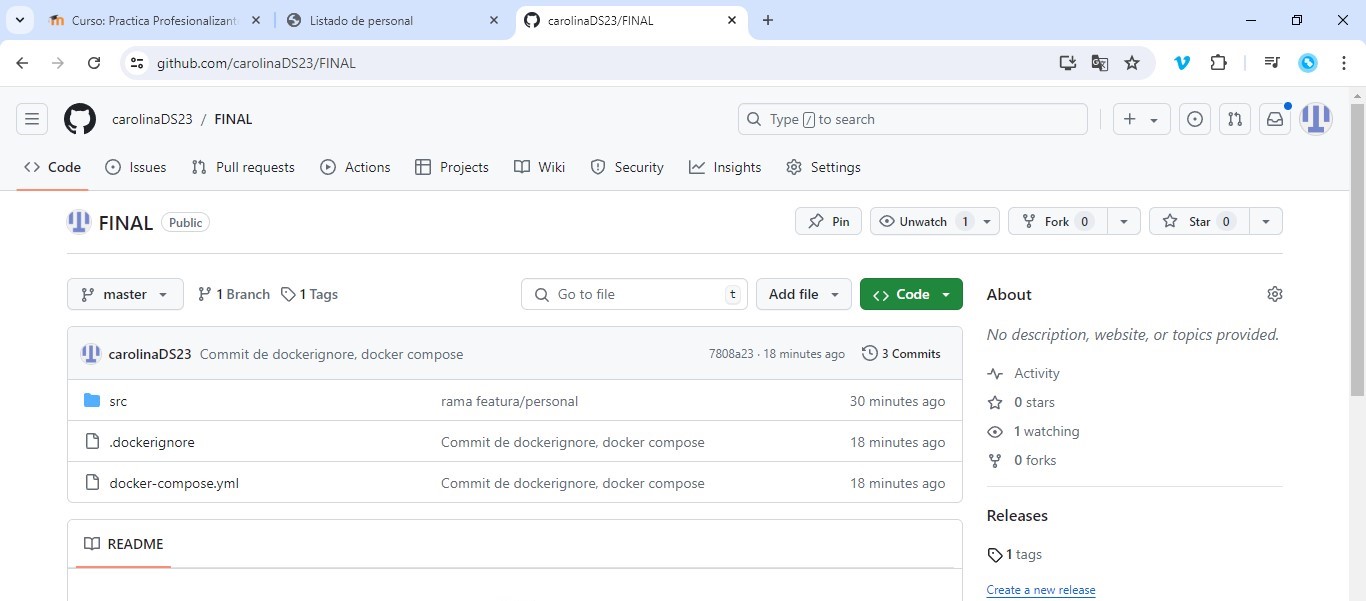 Curso: Practica Profesionalizant
Listado de personal
carolinaDS23/FINAL
github.com/carolinaDS23/FINAL
carolinaDS23 / FINAL
Type / to search
Code
Issues
Pull requests
Actions
Projects
Wiki
Security
Insights
Settings
FINAL Public
Pin
Unwatch 1
Fork 0
Star 0
master
1 Branch
1 Tags
Go to file t
Add file
Code
carolinaDS23 Commit de dockerignore, docker compose 7808a23 · 18 minutes ago 3 Commits
src rama featura/personal 30 minutes ago
.dockerignore Commit de dockerignore, docker compose 18 minutes ago
docker-compose.yml Commit de dockerignore, docker compose 18 minutes ago
README
About
No description, website, or topics provided.
Activity
0 stars
1 watching
0 forks
Releases
1 tags
Create a new release